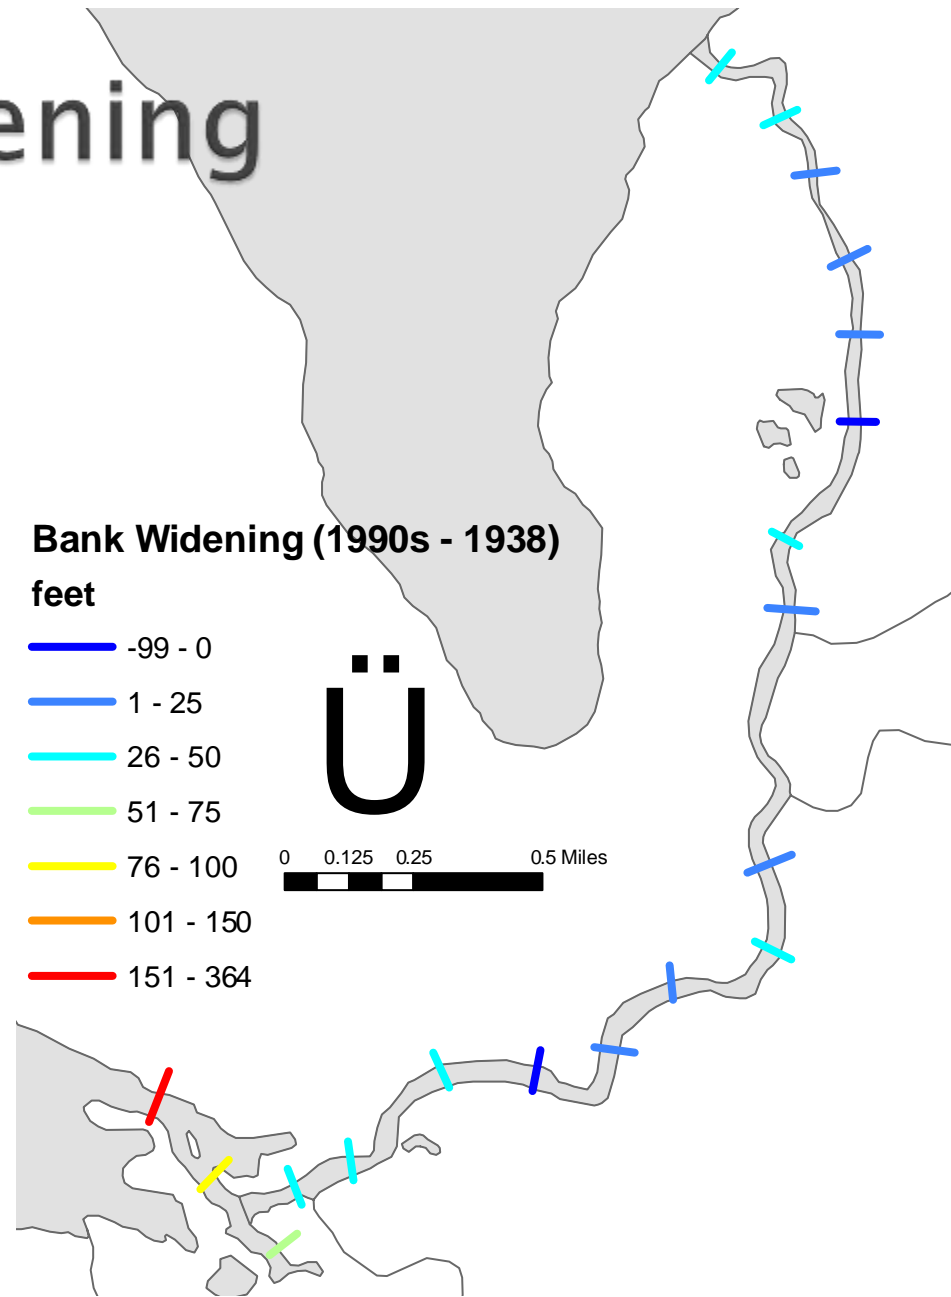 ening
Bank Widening (1990s - 1938)
feet
-99 - 0
1 - 25
26 - 50
51 - 75
76 - 100
101 - 150
151 - 364
Ü
0 0.125 0.25 0.5 Miles